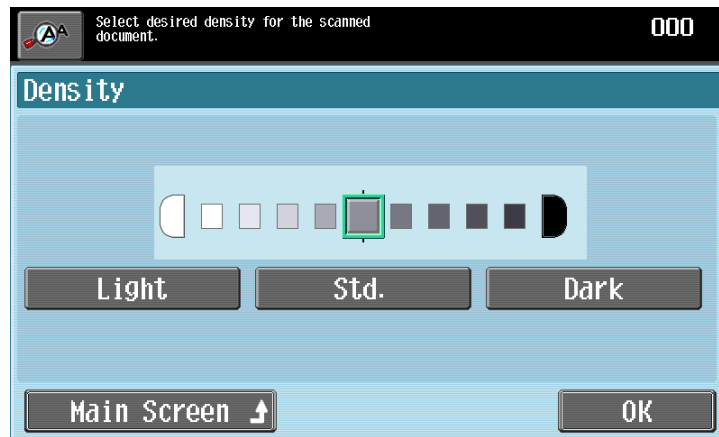 Select desired density for the scanned
document.
000
Density
Light
Std.
Dark
Main Screen
OK